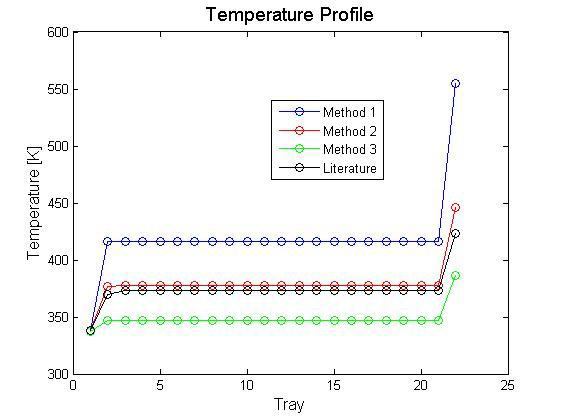 Temperature Profile
600
550
500
450
400
350
300
Temperature [K]
Method 1
Method 2
Method 3
Literature
0 5 10 15 20 25
Tray